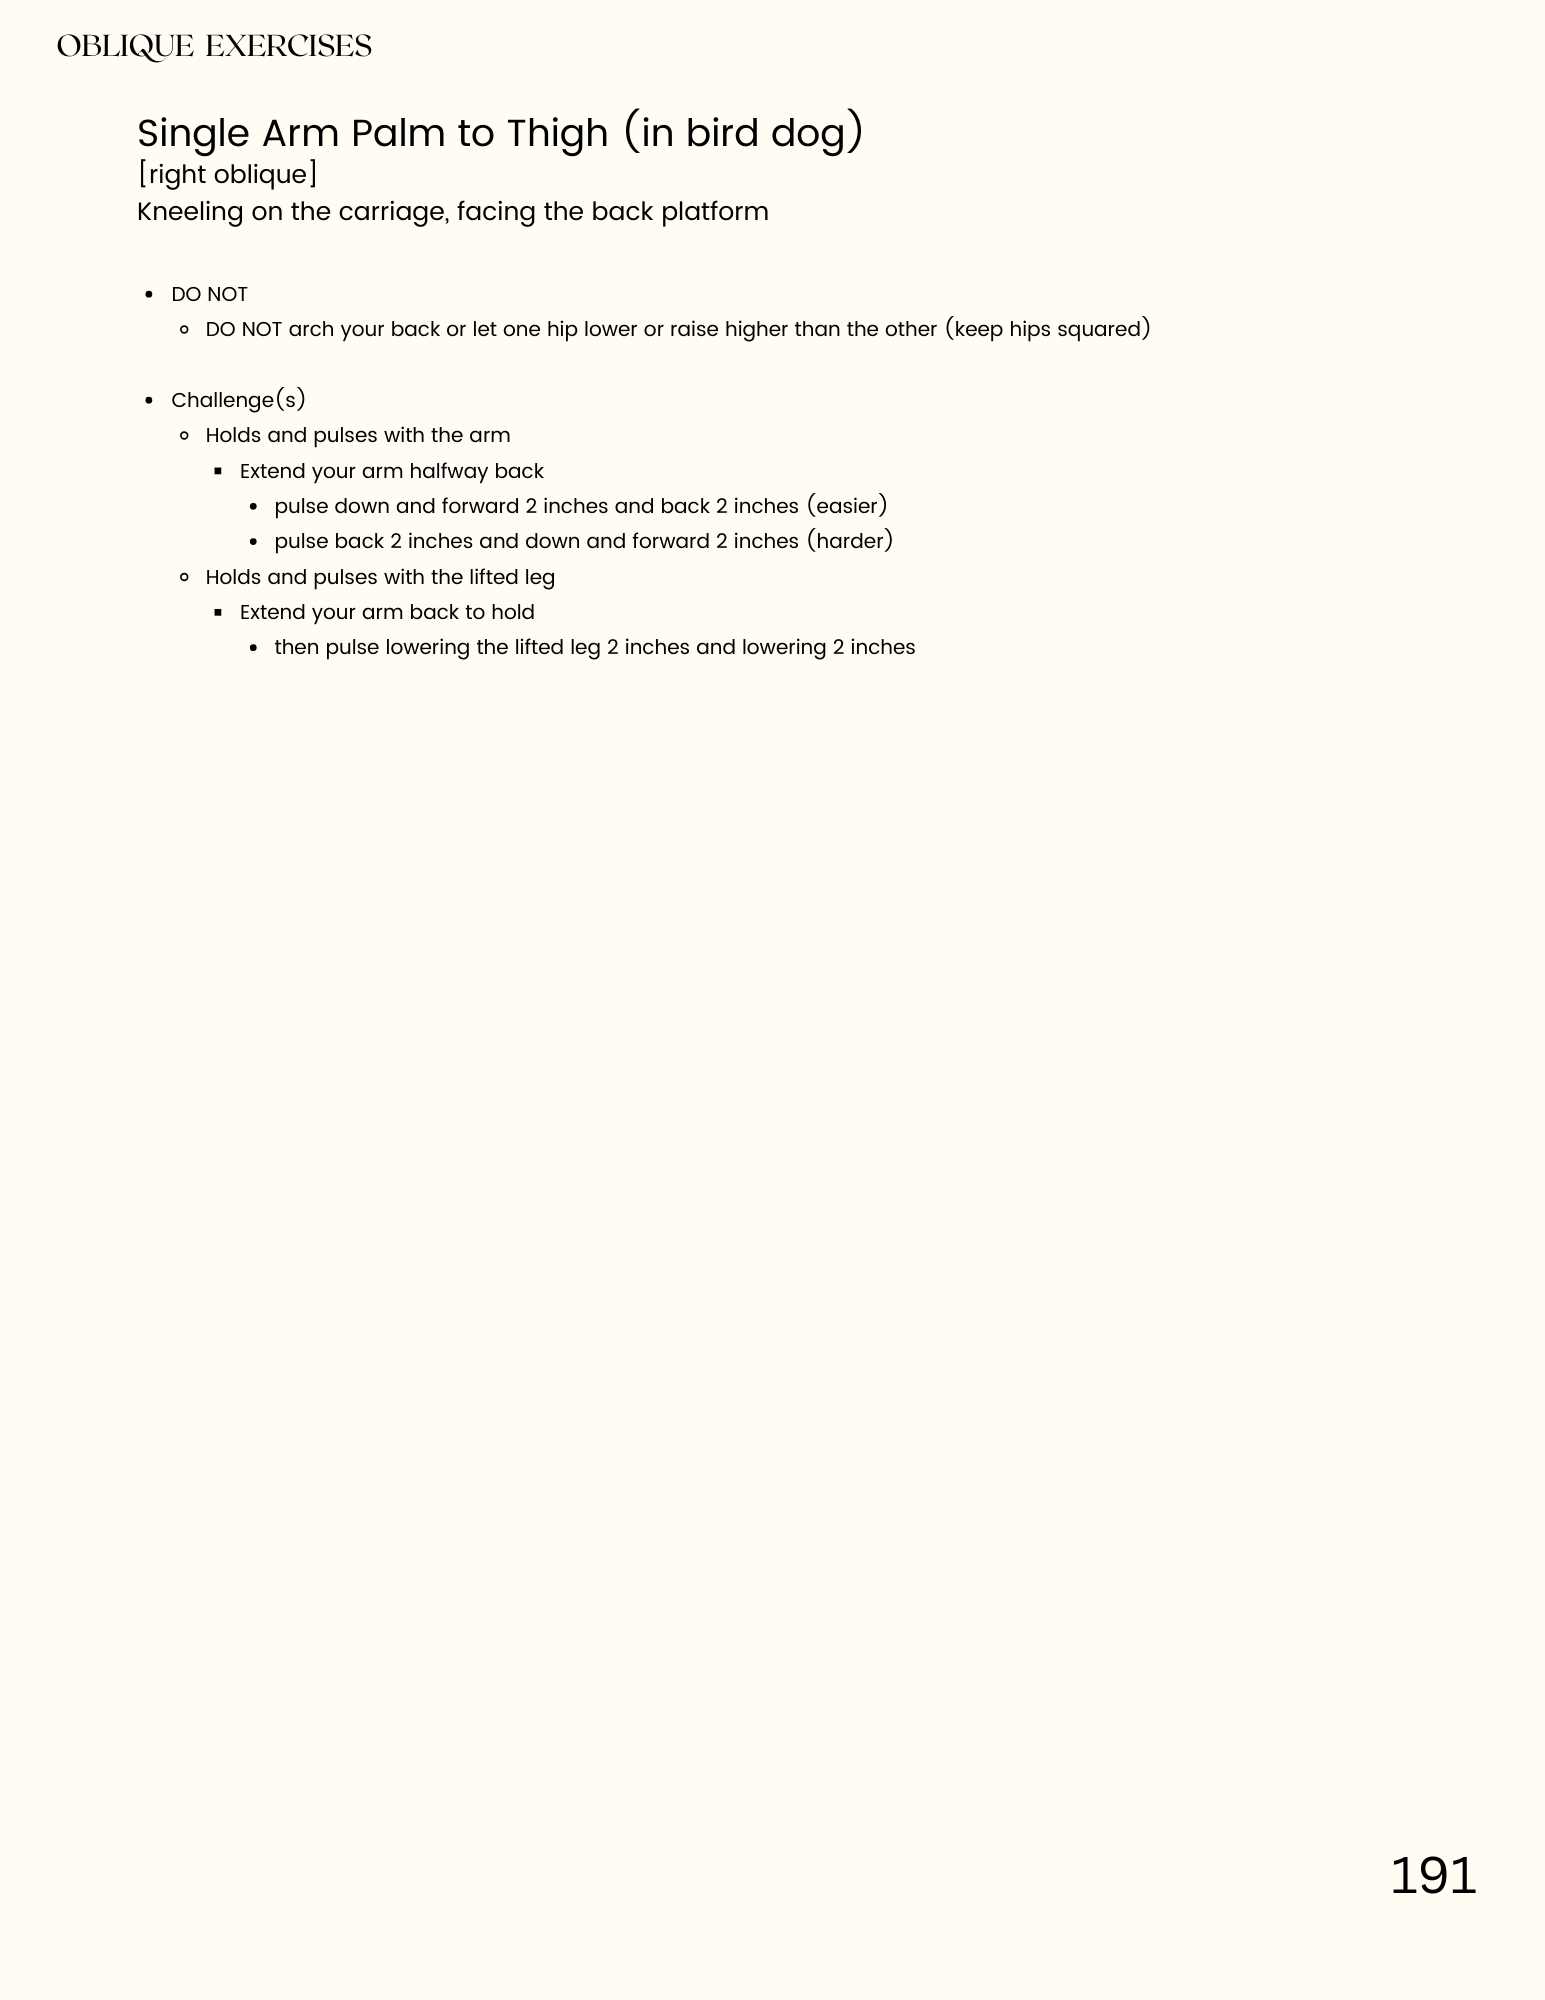 OBLIQUE EXERCISES
Single Arm Palm to Thigh (in bird dog)
[right oblique]
Kneeling on the carriage, facing the back platform
• DO NOT
◦ DO NOT arch your back or let one hip lower or raise higher than the other (keep hips squared)
• Challenge(s)
◦ Holds and pulses with the arm
▪ Extend your arm halfway back
• pulse down and forward 2 inches and back 2 inches (easier)
• pulse back 2 inches and down and forward 2 inches (harder)
◦ Holds and pulses with the lifted leg
▪ Extend your arm back to hold
• then pulse lowering the lifted leg 2 inches and lowering 2 inches
191